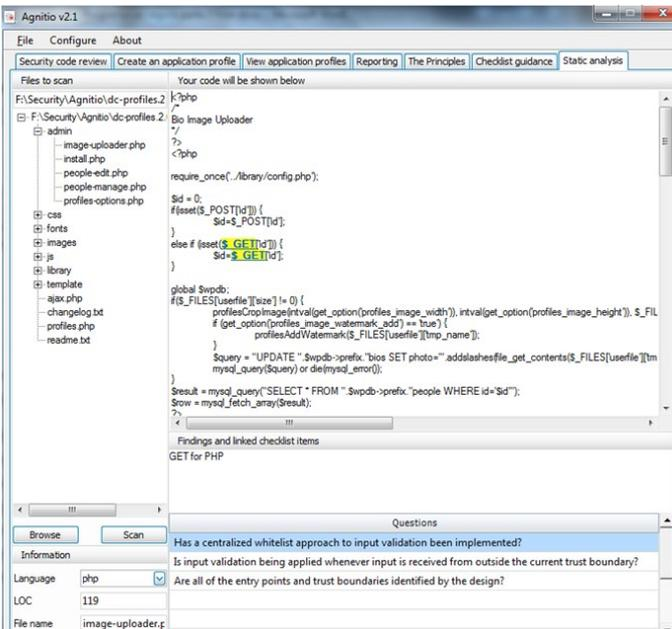 Agnitio v2.1
File Configure About
Security code review Create an application profile View application profiles Reporting The Principles Checklist guidance Static analysis
Files to scan
F:\Security\Agnitio\dc-profiles.2
F:\Security\Agnitio\dc-profiles.2.
admin
image-uploader.php
install.php
people-edit.php
people-manage.php
profiles-options.php
css
fonts
images
js
library
template
ajax.php
changelog.txt
profiles.php
readme.txt
Browse Scan
Information
Language php
LOC 119
File name image-uploader.p
Your code will be shown below
<?php
/*
Bio Image Uploader
*/
?>
<?php
require_once('../library/config.php');
$id = 0;
if(isset($_POST['id'])) {
$id=$_POST['id'];
}
else if (isset($_GET['id'])) {
$id=$_GET['id'];
}
global $wpdb;
if($_FILES['userfile']['size'] != 0) {
profilesCropImage(intval(get_option('profiles_image_width')), intval(get_option('profiles_image_height')), $_FIL
if (get_option('profiles_image_watermark_add') == 'true') {
profilesAddWatermark($_FILES['userfile']['tmp_name']);
}
$query = "UPDATE ".$wpdb->prefix."bios SET photo='".addslashes(file_get_contents($_FILES['userfile']['tm
mysql_query($query) or die(mysql_error());
}
$result = mysql_query("SELECT * FROM ".$wpdb->prefix."people WHERE id='$id'");
$row = mysql_fetch_array($result);
?>
Findings and linked checklist items
GET for PHP
Questions
Has a centralized whitelist approach to input validation been implemented?
Is input validation being applied whenever input is received from outside the current trust boundary?
Are all of the entry points and trust boundaries identified by the design?